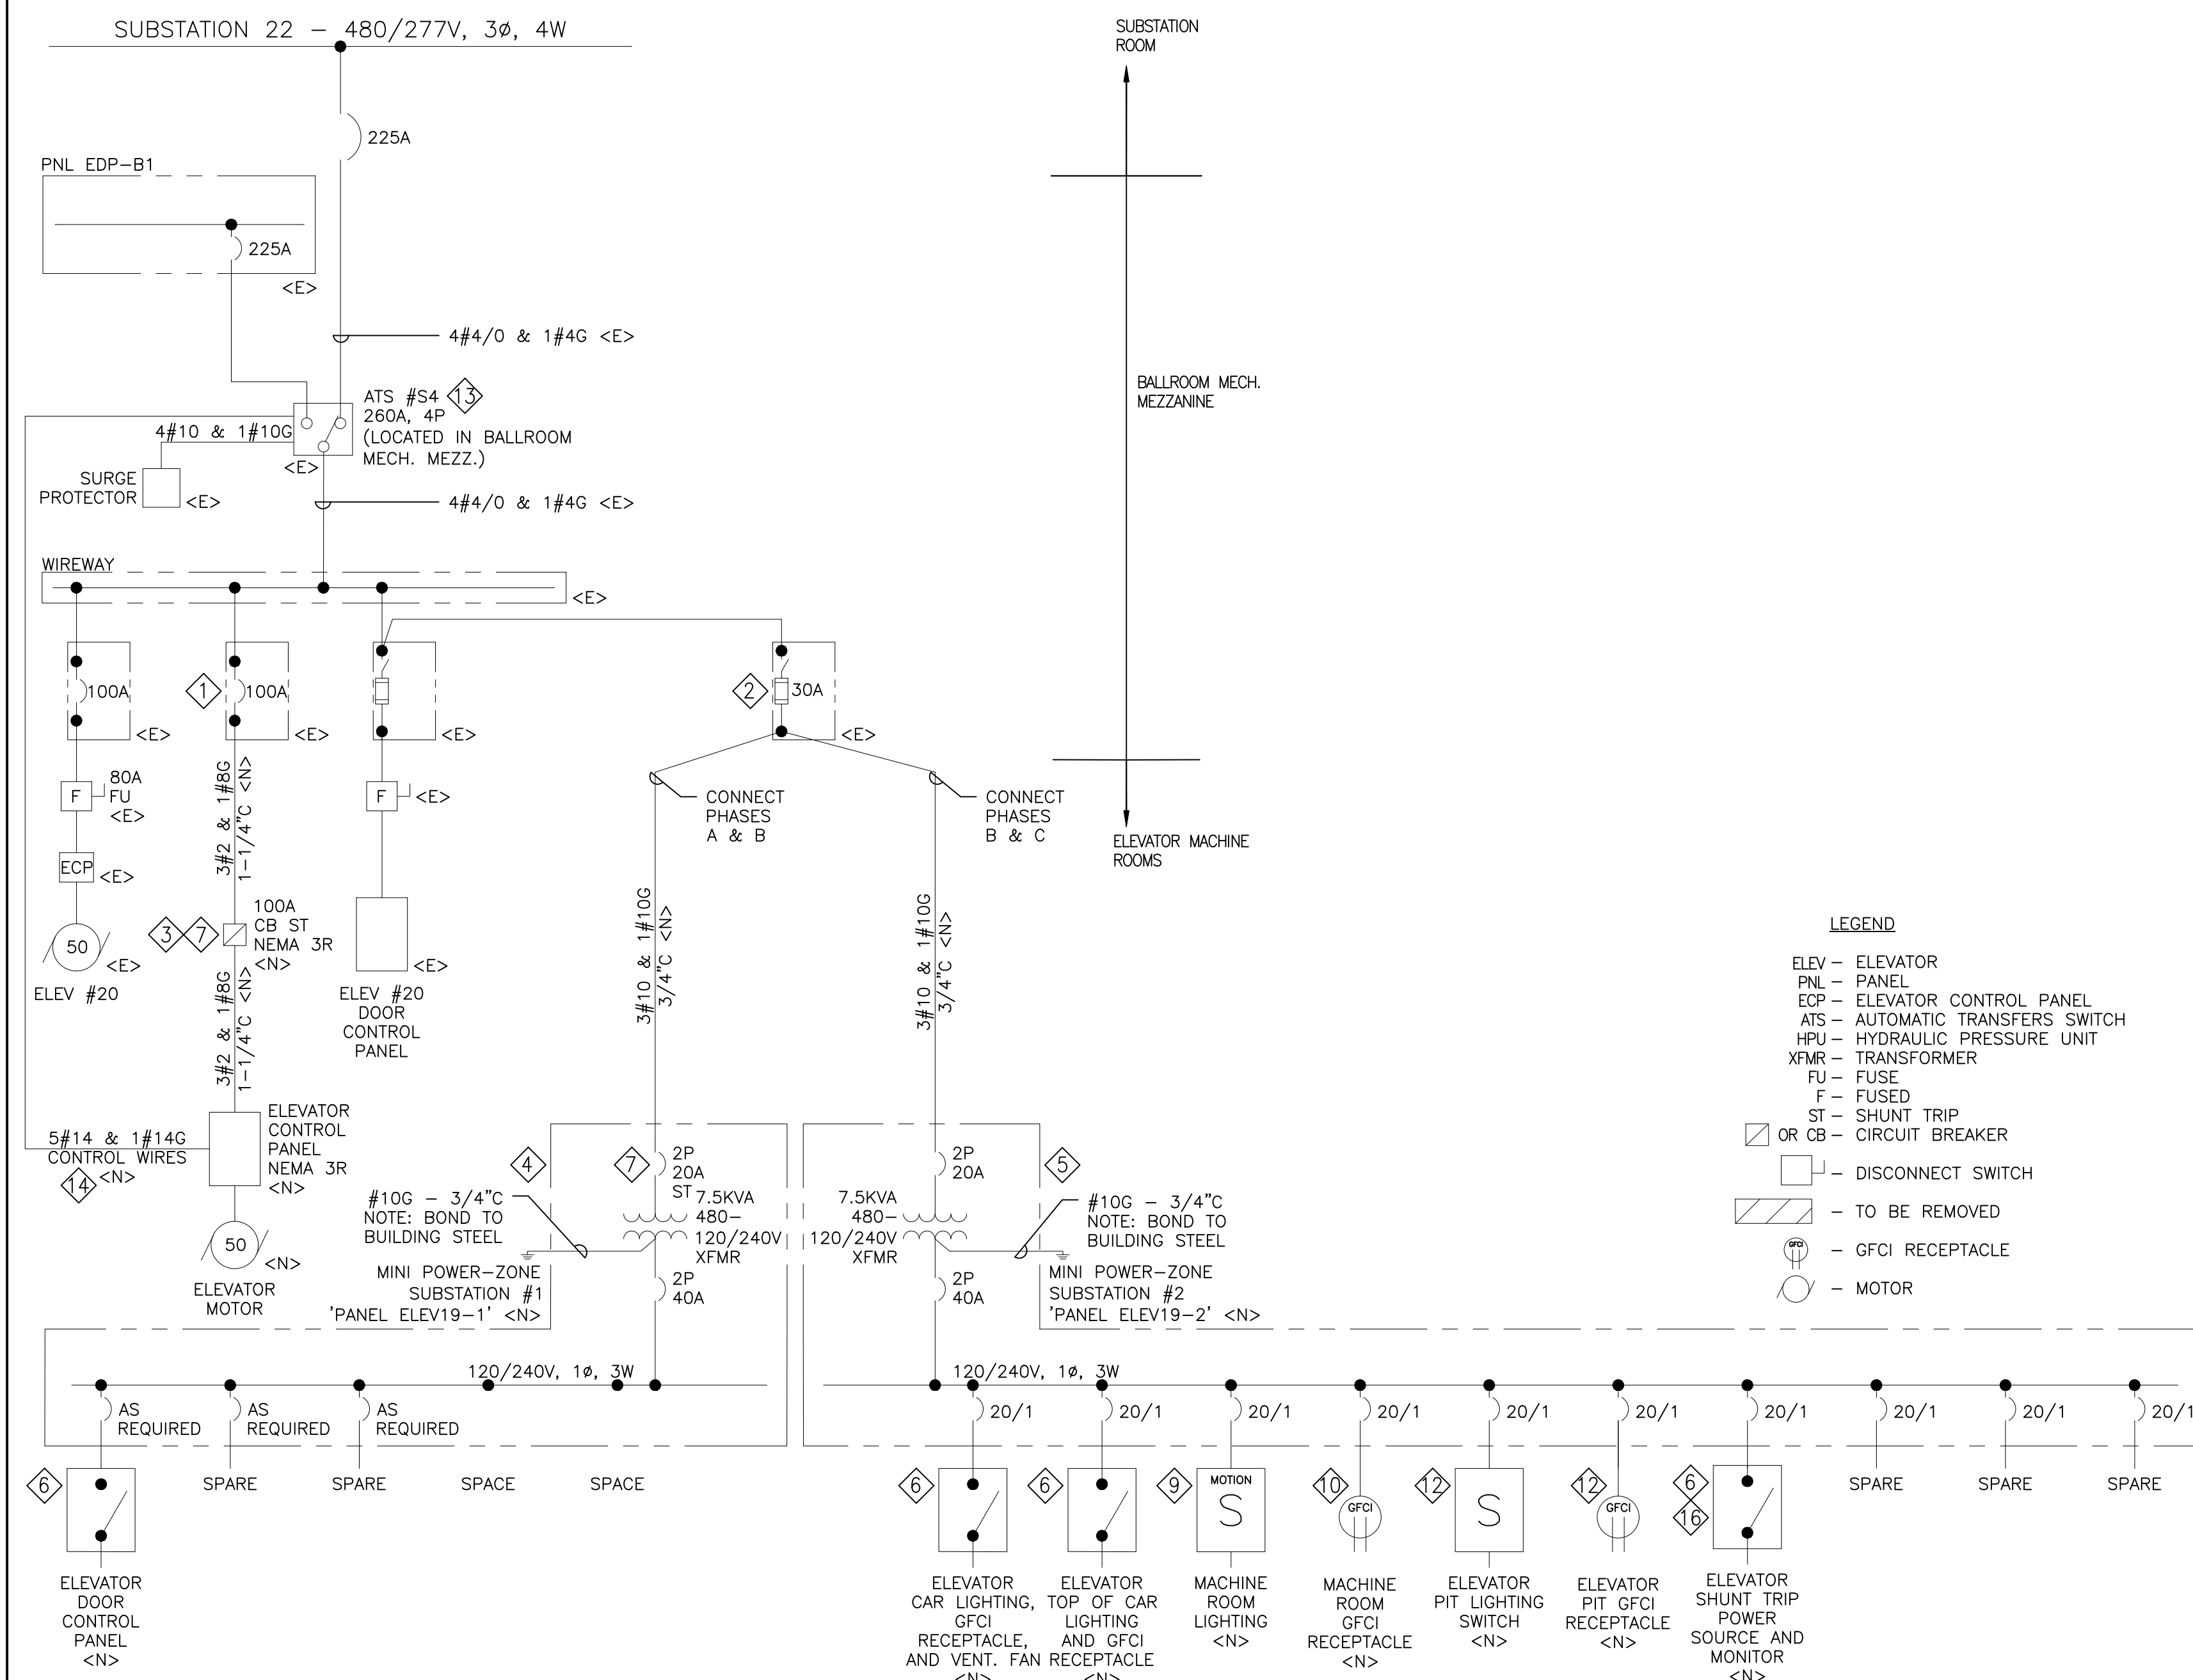 SUBSTATION 22 – 480/277V, 3ø, 4W
225A
PNL EDP–B1
225A
<E>
4#4/0 & 1#4G <E>
ATS #S4 13
260A, 4P
(LOCATED IN BALLROOM
MECH. MEZZ.)
<E>
4#10 & 1#10G
SURGE
PROTECTOR
<E>
4#4/0 & 1#4G <E>
WIREWAY
<E>
SUBSTATION
ROOM
BALLROOM MECH.
MEZZANINE
ELEVATOR MACHINE
ROOMS
100A
<E>
1
100A
<E>
<E>
2
30A
<E>
F
80A
FU
<E>
ECP
<E>
50
<E>
ELEV #20
3#2 & 1#8G
1–1/4"C <N>
3
7
100A
CB ST
NEMA 3R
<N>
3#2 & 1#8G
1–1/4"C <N>
F
<E>
<E>
ELEV #20
DOOR
CONTROL
PANEL
CONNECT
PHASES
A & B
CONNECT
PHASES
B & C
3#10 & 1#10G
3/4"C <N>
3#10 & 1#10G
3/4"C <N>
5#14 & 1#14G
CONTROL WIRES
14
<N>
ELEVATOR
CONTROL
PANEL
NEMA 3R
<N>
50
<N>
ELEVATOR
MOTOR
4
7
2P
20A
ST
7.5KVA
480–
120/240V
XFMR
#10G – 3/4"C
NOTE: BOND TO
BUILDING STEEL
MINI POWER–ZONE
SUBSTATION #1
'PANEL ELEV19–1' <N>
2P
40A
2P
20A
5
7.5KVA
480–
120/240V
XFMR
#10G – 3/4"C
NOTE: BOND TO
BUILDING STEEL
MINI POWER–ZONE
SUBSTATION #2
'PANEL ELEV19–2' <N>
2P
40A
LEGEND
ELEV – ELEVATOR
PNL – PANEL
ECP – ELEVATOR CONTROL PANEL
ATS – AUTOMATIC TRANSFERS SWITCH
HPU – HYDRAULIC PRESSURE UNIT
XFMR – TRANSFORMER
FU – FUSE
F – FUSED
ST – SHUNT TRIP
OR CB – CIRCUIT BREAKER
– DISCONNECT SWITCH
– TO BE REMOVED
GFCI – GFCI RECEPTACLE
– MOTOR
120/240V, 1ø, 3W
AS
REQUIRED
AS
REQUIRED
AS
REQUIRED
6
SPARE
SPARE
SPACE
SPACE
ELEVATOR
DOOR
CONTROL
PANEL
<N>
120/240V, 1ø, 3W
20/1
20/1
20/1
20/1
20/1
20/1
20/1
20/1
20/1
20/1
6
ELEVATOR
CAR LIGHTING,
GFCI
RECEPTACLE,
AND VENT. FAN
<N>
6
ELEVATOR
TOP OF CAR
LIGHTING
AND GFCI
RECEPTACLE
<N>
9
MOTION
S
MACHINE
ROOM
LIGHTING
<N>
10
GFCI
MACHINE
ROOM
GFCI
RECEPTACLE
<N>
12
S
ELEVATOR
PIT LIGHTING
SWITCH
<N>
12
GFCI
ELEVATOR
PIT GFCI
RECEPTACLE
<N>
6
16
ELEVATOR
SHUNT TRIP
POWER
SOURCE AND
MONITOR
<N>
SPARE
SPARE
SPARE